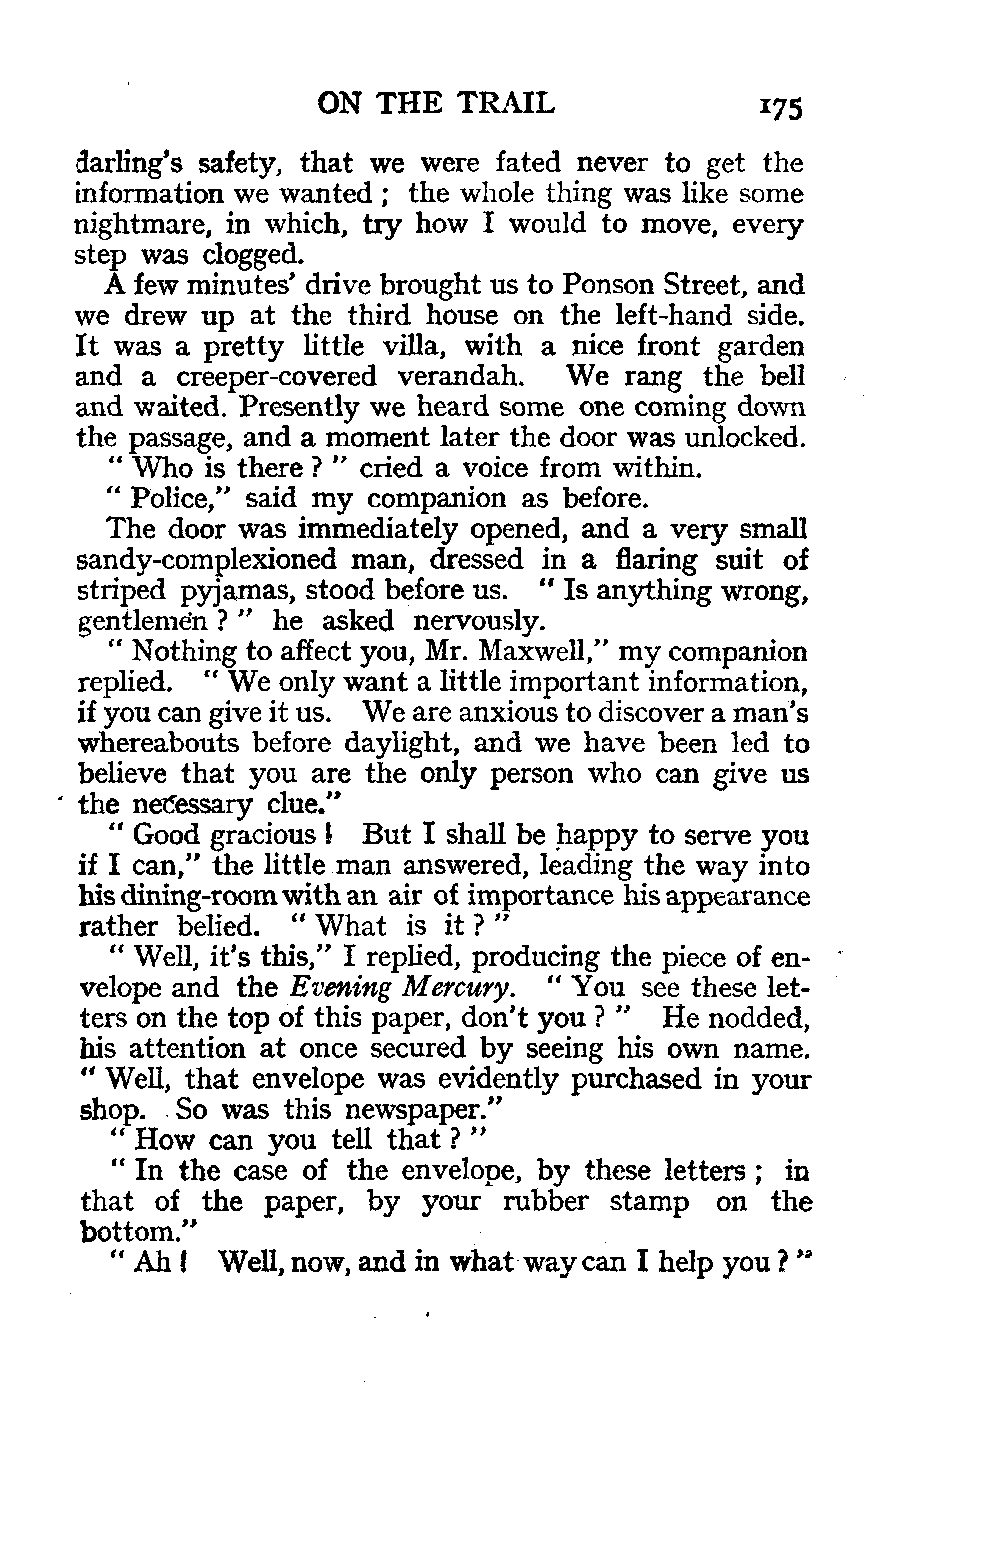 ON THE TRAIL 175
darling's safety, that we were fated never to get the
information we wanted ; the whole thing was like some
nightmare, in which, try how I would to move, every
step was clogged.
A few minutes' drive brought us to Ponson Street, and
we drew up at the third house on the left-hand side.
It was a pretty little villa, with a nice front garden
and a creeper-covered verandah. We rang the bell
and waited. Presently we heard some one coming down
the passage, and a moment later the door was unlocked.
" Who is there ? " cried a voice from within.
" Police," said my companion as before.
The door was immediately opened, and a very small
sandy-complexioned man, dressed in a flaring suit of
striped pyjamas, stood before us. " Is anything wrong,
gentlemen ? " he asked nervously.
" Nothing to affect you, Mr. Maxwell," my companion
replied. " We only want a little important information,
if you can give it us. We are anxious to discover a man's
whereabouts before daylight, and we have been led to
believe that you are the only person who can give us
the necessary clue."
" Good gracious ! But I shall be happy to serve you
if I can," the little man answered, leading the way into
his dining-room with an air of importance his appearance
rather belied. " What is it ? "
" Well, it's this," I replied, producing the piece of en-
velope and the Evening Mercury. " You see these let-
ters on the top of this paper, don't you ? " He nodded,
his attention at once secured by seeing his own name.
" Well, that envelope was evidently purchased in your
shop. So was this newspaper."
" How can you tell that ? "
" In the case of the envelope, by these letters ; in
that of the paper, by your rubber stamp on the
bottom."
" Ah ! Well, now, and in what way can I help you ? "